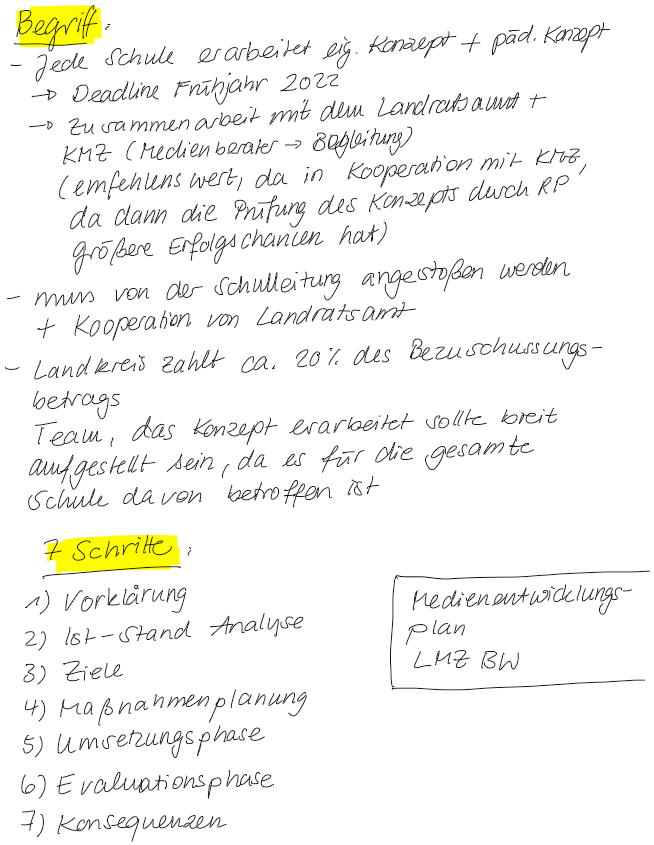 Begriff:
- Jede Schule erarbeitet eig. Konzept + päd. Konzept
→ Deadline Frühjahr 2022
→ Zusammenarbeit mit dem Landratsamt +
KMZ (Medienberater → Begleitung)
(emfehlenswert, da in Kooperation mit KMZ,
da dann die Prüfung des Konzepts durch RP
größere Erfolgschancen hat)
- muss von der Schulleitung angestoßen werden
+ Kooperation von Landratsamt
- Landkreis zahlt ca. 20% des Bezuschussungs-
betrags
Team, das Konzept erarbeitet sollte breit
aufgestellt sein, da es für die gesamte
Schule davon betroffen ist
7 Schritte:
1) Vorklärung
2) Ist-Stand Analyse
3) Ziele
4) Maßnahmenplanung
5) Umsetzungsphase
6) Evaluationsphase
7) Konsequenzen
Medienentwicklungs-
plan
LMZ BW